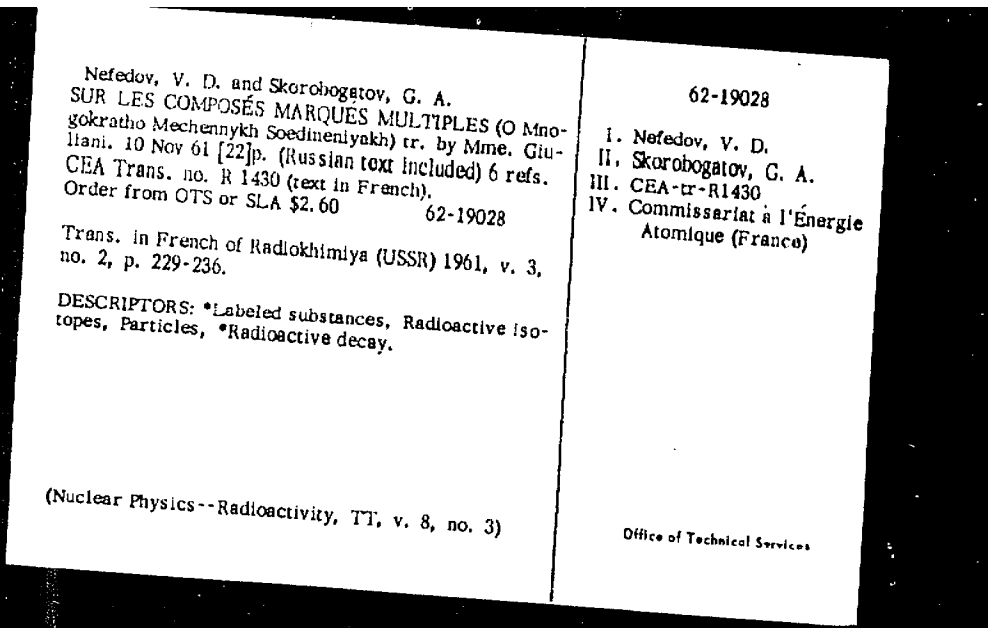 Nefedov, V. D. and Skorobogatov, G. A.
SUR LES COMPOSÉS MARQUÉS MULTIPLES (O Mno-
gokratho Mechennykh Soedineniyakh) tr. by Mme. Giu-
liani. 10 Nov 61 [22]p. (Russian text included) 6 refs.
CEA Trans. no. R 1430 (text in French).
Order from OTS or SLA $2.60 62-19028
Trans. in French of Radiokhimiya (USSR) 1961, v. 3,
no. 2, p. 229-236.
DESCRIPTORS: *Labeled substances, Radioactive iso-
topes, Particles, *Radioactive decay.
(Nuclear Physics--Radioactivity, TT, v. 8, no. 3)
62-19028
I. Nefedov, V. D.
II. Skorobogatov, G. A.
III. CEA-tr-R1430
IV. Commissariat à l'Énergie
Atomique (France)
Office of Technical Services